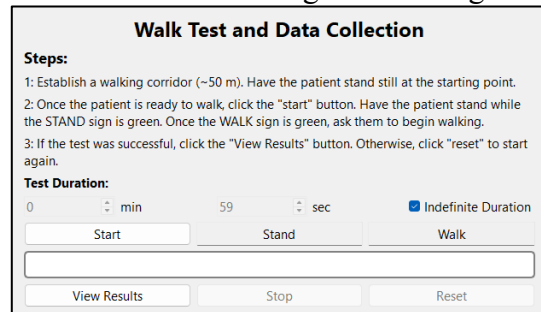 Walk Test and Data Collection
Steps:
1: Establish a walking corridor (~50 m). Have the patient stand still at the starting point.
2: Once the patient is ready to walk, click the "start" button. Have the patient stand while
the STAND sign is green. Once the WALK sign is green, ask them to begin walking.
3: If the test was successful, click the "View Results" button. Otherwise, click "reset" to start
again.
Test Duration:
0 min 59 sec Indefinite Duration
Start Stand Walk
View Results Stop Reset